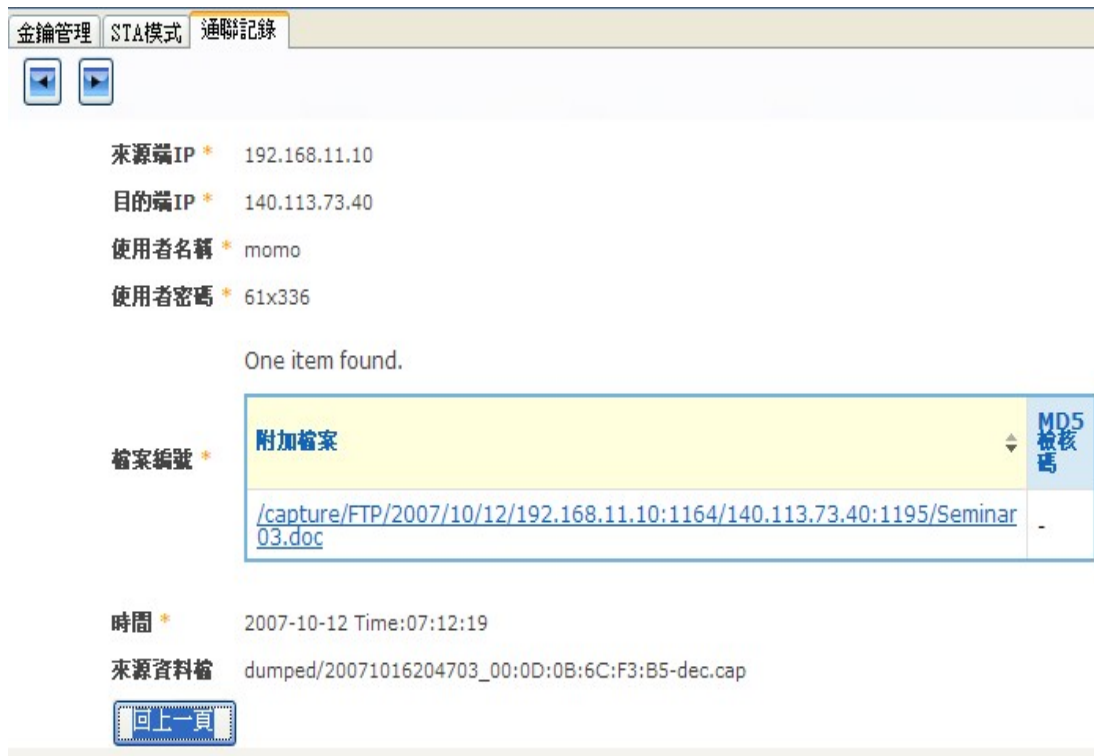 金鑰管理 STA模式 通聯記錄
來源端IP * 192.168.11.10
目的端IP * 140.113.73.40
使用者名稱 * momo
使用者密碼 * 61x336
One item found.
附加檔案
MD5
檢核
碼
檔案編號 *
/capture/FTP/2007/10/12/192.168.11.10:1164/140.113.73.40:1195/Seminar
03.doc
-
時間 * 2007-10-12 Time:07:12:19
來源資料檔 dumped/20071016204703_00:0D:0B:6C:F3:B5-dec.cap
回上一頁